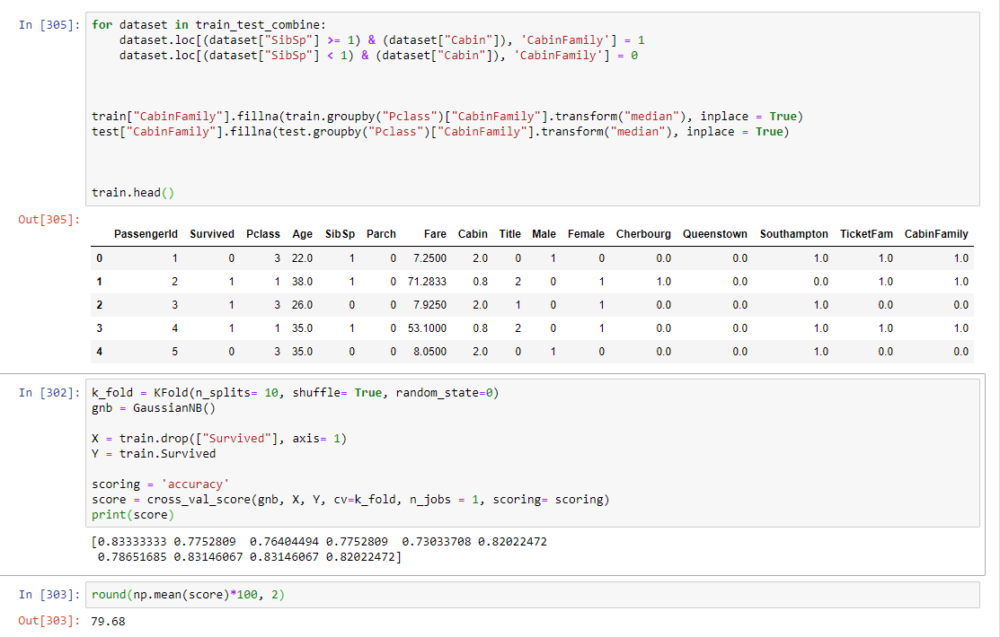 In [305]: for dataset in train_test_combine:
    dataset.loc[(dataset["SibSp"] >= 1) & (dataset["Cabin"]), 'CabinFamily'] = 1
    dataset.loc[(dataset["SibSp"] < 1) & (dataset["Cabin"]), 'CabinFamily'] = 0
train["CabinFamily"].fillna(train.groupby("Pclass")["CabinFamily"].transform("median"), inplace = True)
test["CabinFamily"].fillna(test.groupby("Pclass")["CabinFamily"].transform("median"), inplace = True)
train.head()
Out[305]:
PassengerId Survived Pclass Age SibSp Parch Fare Cabin Title Male Female Cherbourg Queenstown Southampton TicketFam CabinFamily
0 1 0 3 22.0 1 0 7.2500 2.0 0 1 0 0.0 0.0 1.0 1.0 1.0
1 2 1 1 38.0 1 0 71.2833 0.8 2 0 1 1.0 0.0 0.0 1.0 1.0
2 3 1 3 26.0 0 0 7.9250 2.0 1 0 1 0.0 0.0 1.0 0.0 0.0
3 4 1 1 35.0 1 0 53.1000 0.8 2 0 1 0.0 0.0 1.0 1.0 1.0
4 5 0 3 35.0 0 0 8.0500 2.0 0 1 0 0.0 0.0 1.0 0.0 0.0
In [302]: k_fold = KFold(n_splits= 10, shuffle= True, random_state=0)
gnb = GaussianNB()
X = train.drop(["Survived"], axis= 1)
Y = train.Survived
scoring = 'accuracy'
score = cross_val_score(gnb, X, Y, cv=k_fold, n_jobs = 1, scoring= scoring)
print(score)
[0.83333333 0.7752809  0.76404494 0.7752809  0.73033708 0.82022472
 0.78651685 0.83146067 0.83146067 0.82022472]
In [303]: round(np.mean(score)*100, 2)
Out[303]: 79.68